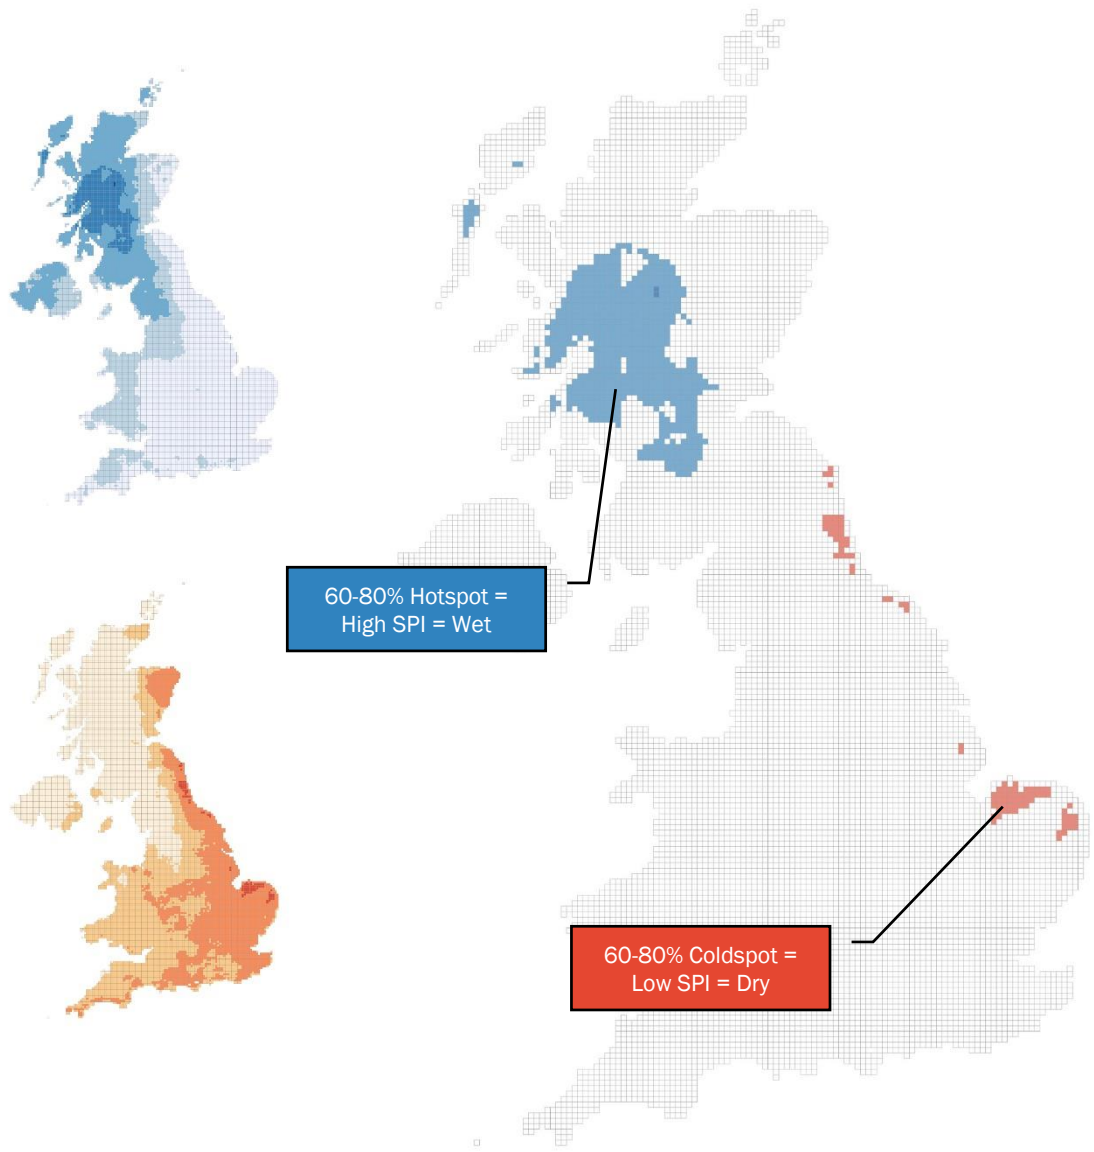 60-80% Hotspot =
High SPI = Wet
60-80% Coldspot =
Low SPI = Dry